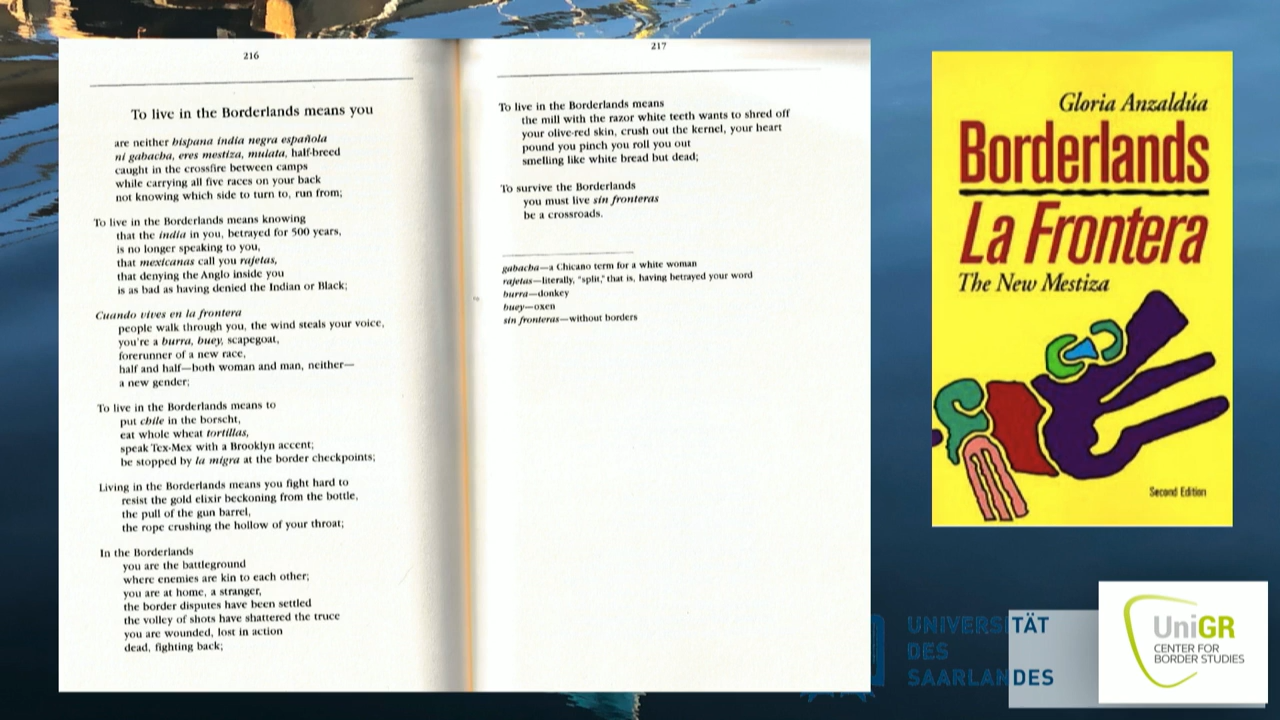 216
To live in the Borderlands means you
are neither hispana india negra española
ni gabacha, eres mestiza, mulata, half-breed
caught in the crossfire between camps
while carrying all five races on your back
not knowing which side to turn to, run from;
To live in the Borderlands means knowing
that the india in you, betrayed for 500 years,
is no longer speaking to you,
that mexicanas call you rajetas,
that denying the Anglo inside you
is as bad as having denied the Indian or Black;
Cuando vives en la frontera
people walk through you, the wind steals your voice,
you're a burra, buey, scapegoat,
forerunner of a new race,
half and half—both woman and man, neither—
a new gender;
To live in the Borderlands means to
put chile in the borscht,
eat whole wheat tortillas,
speak Tex-Mex with a Brooklyn accent;
be stopped by la migra at the border checkpoints;
Living in the Borderlands means you fight hard to
resist the gold elixir beckoning from the bottle,
the pull of the gun barrel,
the rope crushing the hollow of your throat;
In the Borderlands
you are the battleground
where enemies are kin to each other;
you are at home, a stranger,
the border disputes have been settled
the volley of shots have shattered the truce
you are wounded, lost in action
dead, fighting back;
217
To live in the Borderlands means
the mill with the razor white teeth wants to shred off
your olive-red skin, crush out the kernel, your heart
pound you pinch you roll you out
smelling like white bread but dead;
To survive the Borderlands
you must live sin fronteras
be a crossroads.
gabacha—a Chicano term for a white woman
rajetas—literally, "split," that is, having betrayed your word
burra—donkey
buey—oxen
sin fronteras—without borders
Gloria Anzaldúa
Borderlands
La Frontera
The New Mestiza
Second Edition
UNIVERSITÄT
DES
SAARLANDES
UniGR
CENTER FOR
BORDER STUDIES